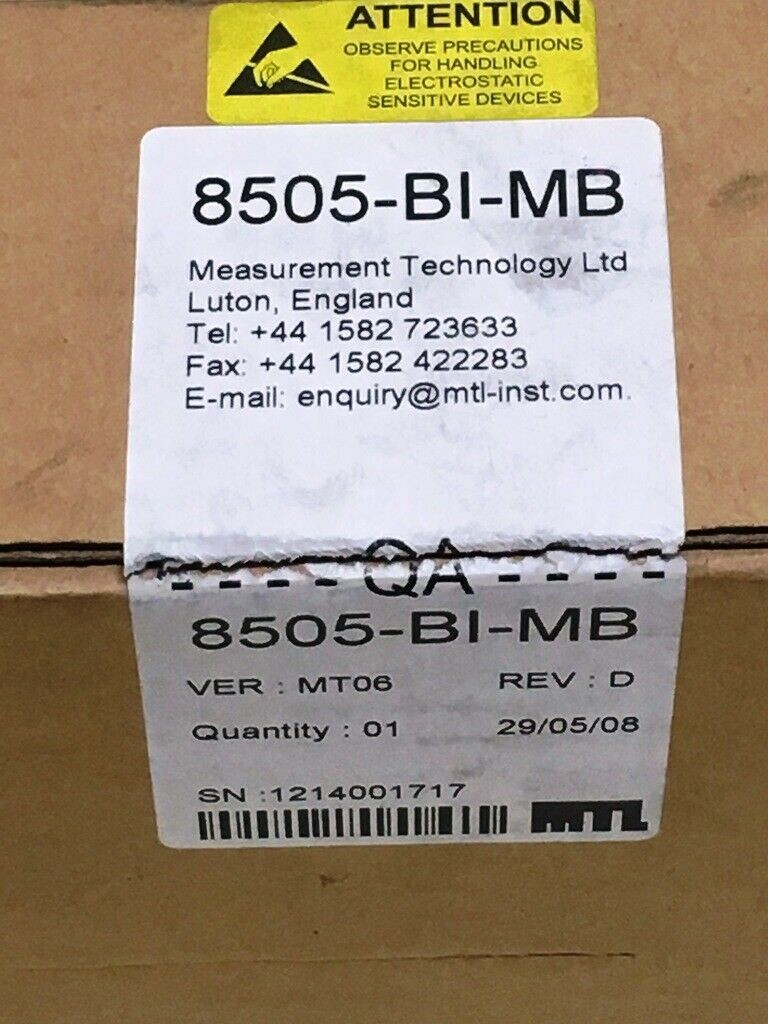 ATTENTION
OBSERVE PRECAUTIONS
FOR HANDLING
ELECTROSTATIC
SENSITIVE DEVICES
8505-BI-MB
Measurement Technology Ltd
Luton, England
Tel: +44 1582 723633
Fax: +44 1582 422283
E-mail: enquiry@mtl-inst.com.
- - - - QA - - - -
8505-BI-MB
VER : MT06 REV : D
Quantity : 01 29/05/08
SN :1214001717
MTL